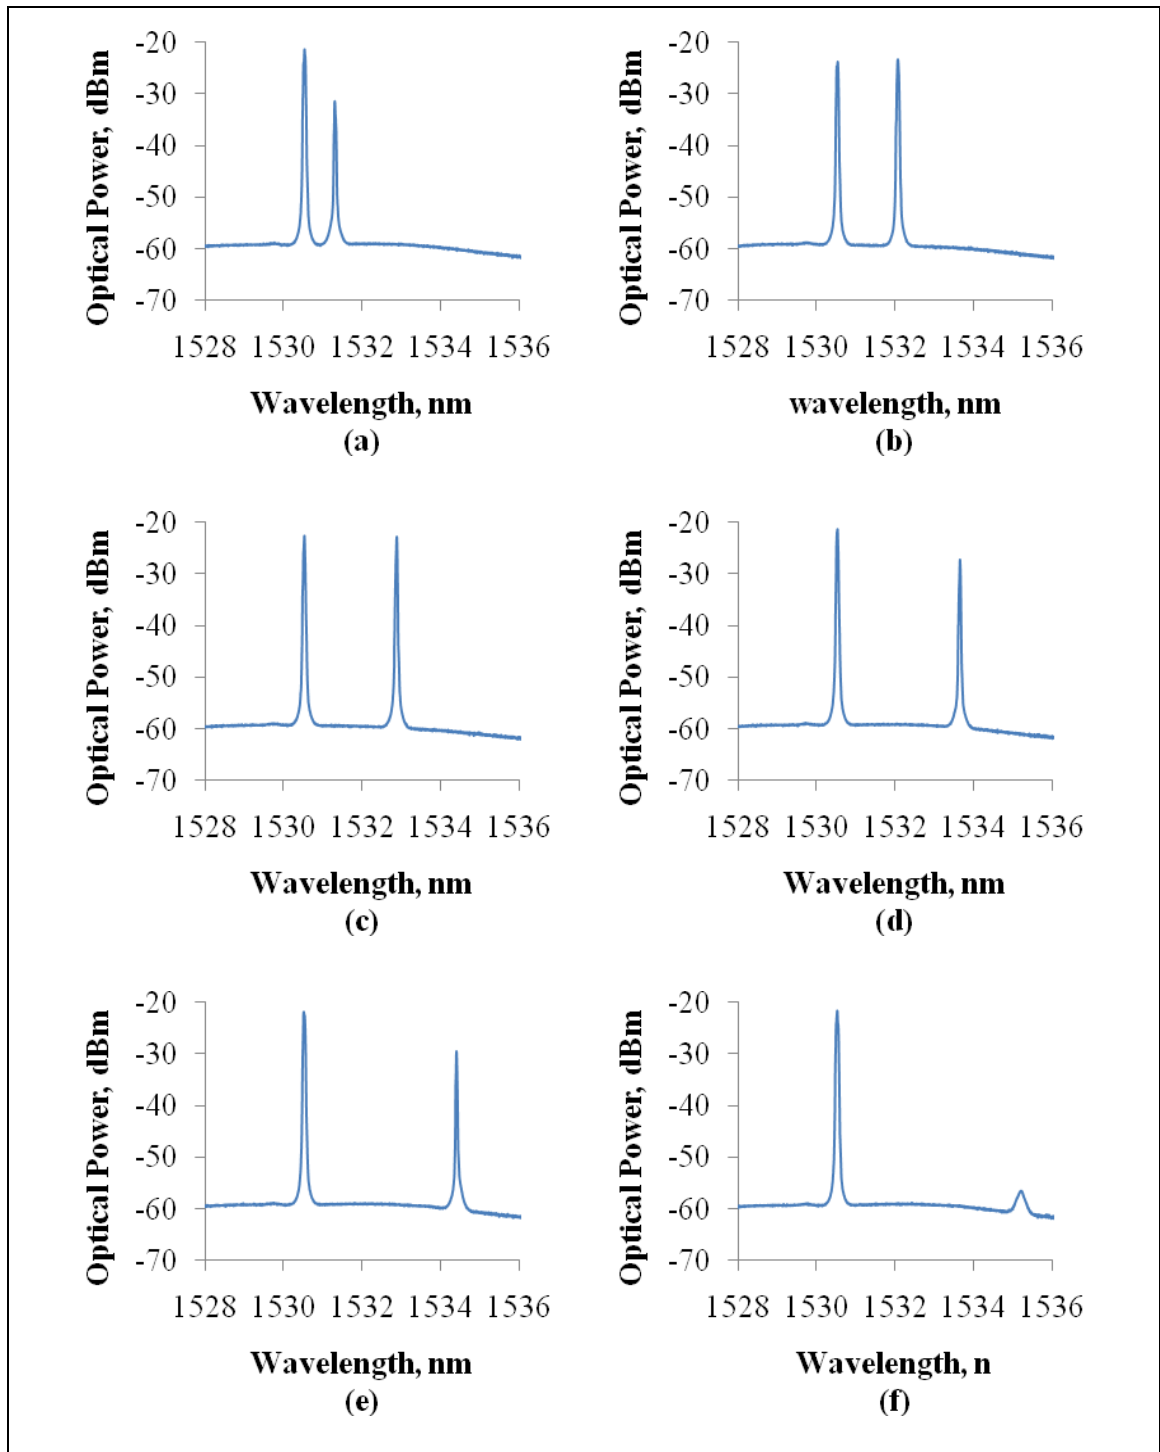 Optical Power, dBm
-20
-30
-40
-50
-60
-70
1528 1530 1532 1534 1536
Wavelength, nm
(a)
Optical Power, dBm
-20
-30
-40
-50
-60
-70
1528 1530 1532 1534 1536
wavelength, nm
(b)
Optical Power, dBm
-20
-30
-40
-50
-60
-70
1528 1530 1532 1534 1536
Wavelength, nm
(c)
Optical Power, dBm
-20
-30
-40
-50
-60
-70
1528 1530 1532 1534 1536
Wavelength, nm
(d)
Optical Power, dBm
-20
-30
-40
-50
-60
-70
1528 1530 1532 1534 1536
Wavelength, nm
(e)
Optical Power, dBm
-20
-30
-40
-50
-60
-70
1528 1530 1532 1534 1536
Wavelength, n
(f)